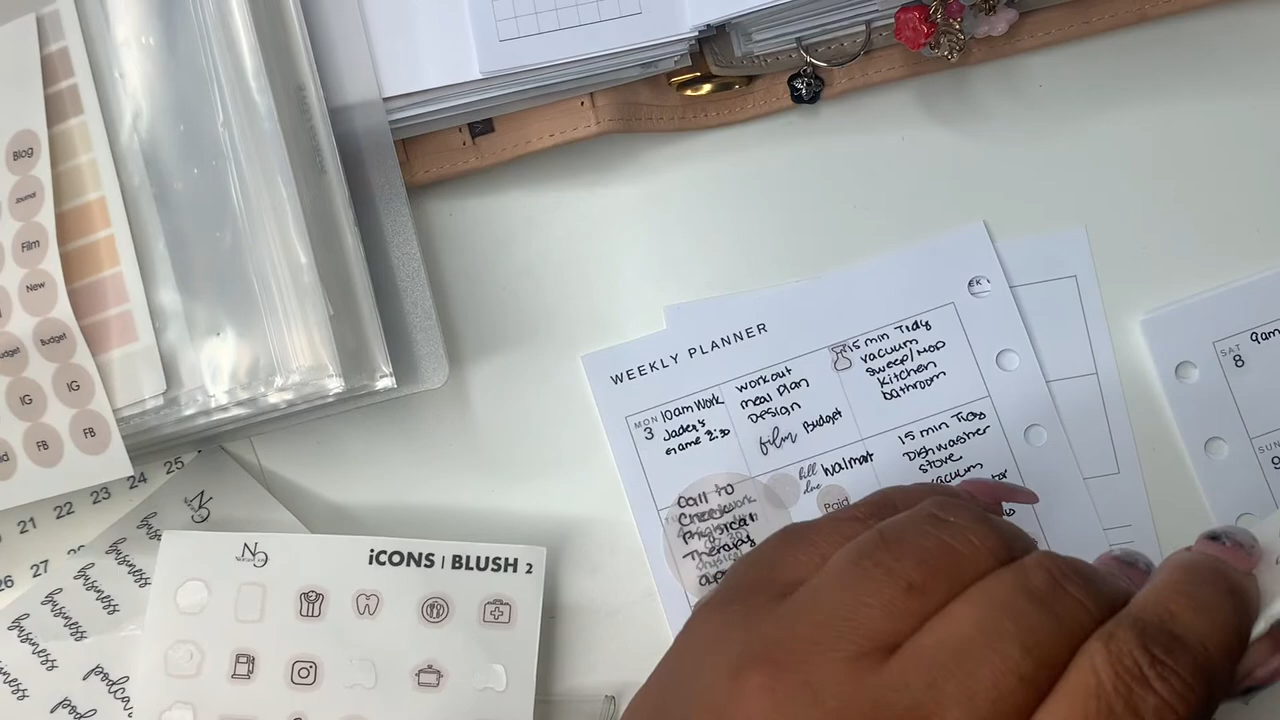 Blog
Journal
Film
New
Budget
IG
IG
FB
FB
21 22 23 24 25
26 27
business
business
business
business
iCONS | BLUSH 2
WEEKLY PLANNER
MON
3
10am Work
Jader's
game 2:30
workout
meal Plan
Design
film Budget
15 min Tidy
vacuum
sweep/Mop
Kitchen
bathroom
Call to
Check
Physical
Therapy
bill
due
Walmart
Paid
15 min Tidy
Dishwasher
stove
SAT
8
9am